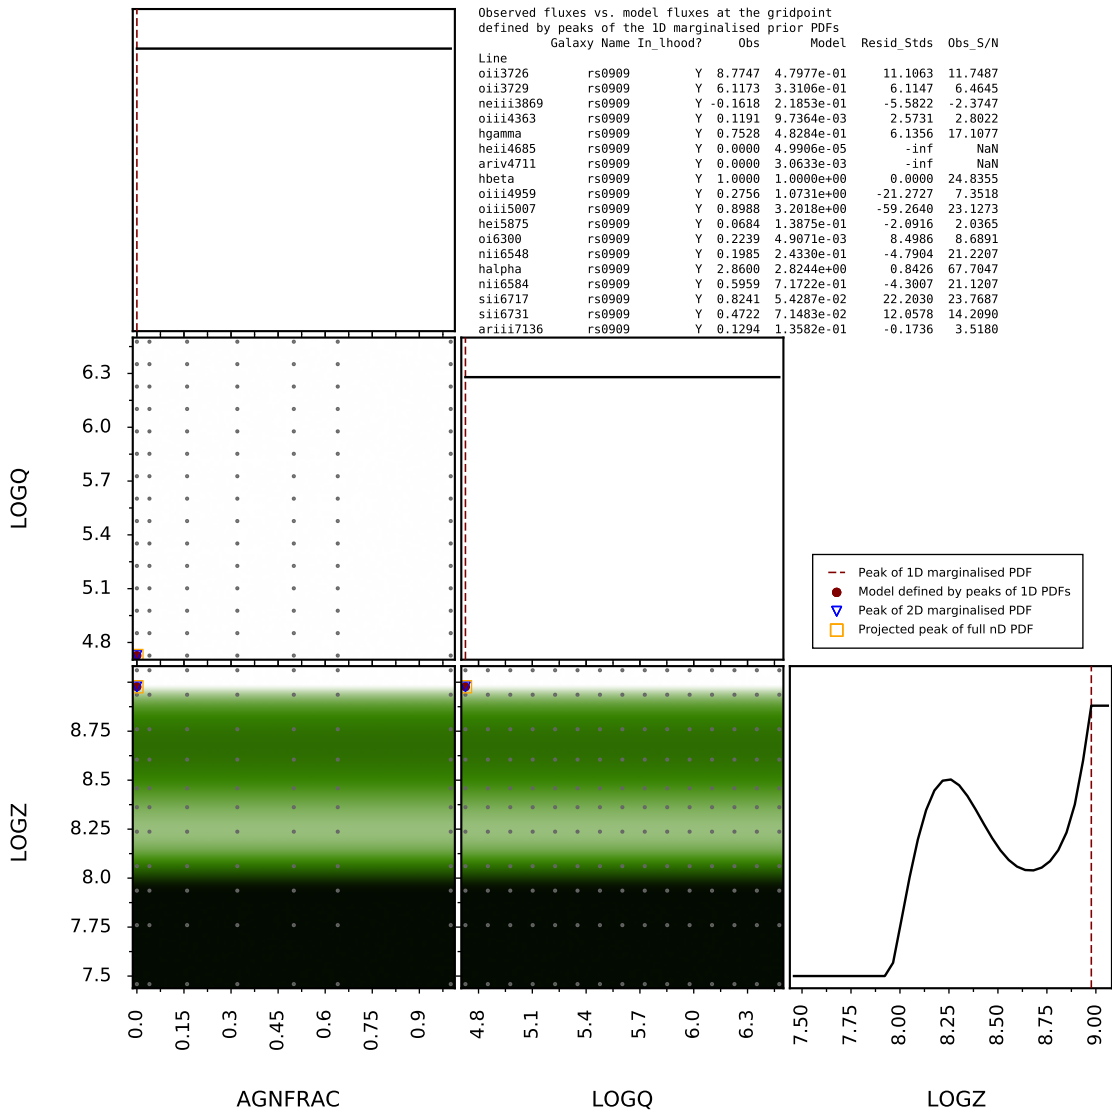 Observed fluxes vs. model fluxes at the gridpoint
defined by peaks of the 1D marginalised prior PDFs
Galaxy Name In_lhood? Obs Model Resid_Stds Obs_S/N
Line
oii3726 rs0909 Y 8.7747 4.7977e-01 11.1063 11.7487
oii3729 rs0909 Y 6.1173 3.3106e-01 6.1147 6.4645
neiii3869 rs0909 Y -0.1618 2.1853e-01 -5.5822 -2.3747
oiii4363 rs0909 Y 0.1191 9.7364e-03 2.5731 2.8022
hgamma rs0909 Y 0.7528 4.8284e-01 6.1356 17.1077
heii4685 rs0909 Y 0.0000 4.9906e-05 -inf NaN
ariv4711 rs0909 Y 0.0000 3.0633e-03 -inf NaN
hbeta rs0909 Y 1.0000 1.0000e+00 0.0000 24.8355
oiii4959 rs0909 Y 0.2756 1.0731e+00 -21.2727 7.3518
oiii5007 rs0909 Y 0.8988 3.2018e+00 -59.2640 23.1273
hei5875 rs0909 Y 0.0684 1.3875e-01 -2.0916 2.0365
oi6300 rs0909 Y 0.2239 4.9071e-03 8.4986 8.6891
nii6548 rs0909 Y 0.1985 2.4330e-01 -4.7904 21.2207
halpha rs0909 Y 2.8600 2.8244e+00 0.8426 67.7047
nii6584 rs0909 Y 0.5959 7.1722e-01 -4.3007 21.1207
sii6717 rs0909 Y 0.8241 5.4287e-02 22.2030 23.7687
sii6731 rs0909 Y 0.4722 7.1483e-02 12.0578 14.2090
ariii7136 rs0909 Y 0.1294 1.3582e-01 -0.1736 3.5180
6.3
6.0
5.7
5.4
5.1
4.8
LOGQ
Peak of 1D marginalised PDF
Model defined by peaks of 1D PDFs
Peak of 2D marginalised PDF
Projected peak of full nD PDF
8.75
8.5
8.25
8.0
7.75
7.5
LOGZ
0.0 0.15 0.3 0.45 0.6 0.75 0.9
4.8 5.1 5.4 5.7 6.0 6.3
7.50 7.75 8.00 8.25 8.50 8.75 9.00
AGNFRAC LOGQ LOGZ